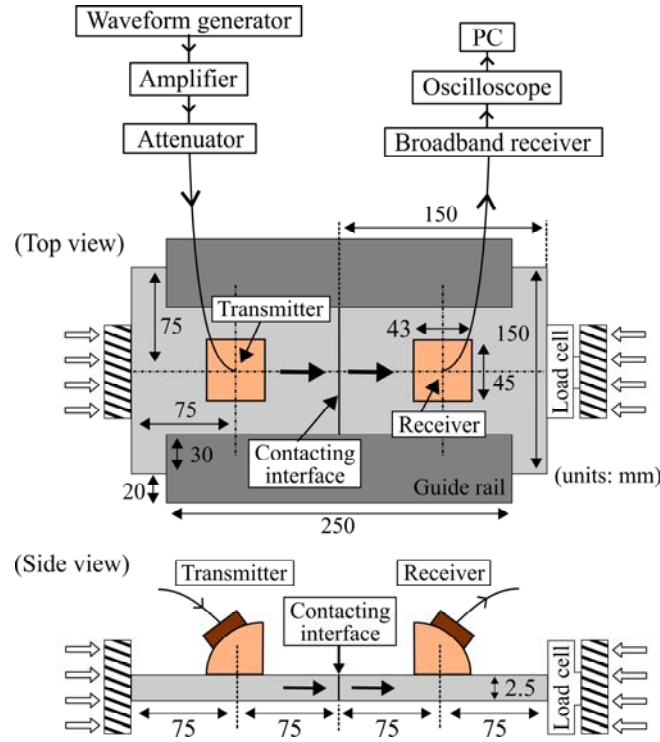 Waveform generator
Amplifier
Attenuator
PC
Oscilloscope
Broadband receiver
(Top view)
150
75
Transmitter
43
150
Load cell
75
45
Receiver
30
Contacting
interface
20
Guide rail
(units: mm)
250
(Side view)
Transmitter
Receiver
Contacting
interface
2.5
Load cell
75
75
75
75